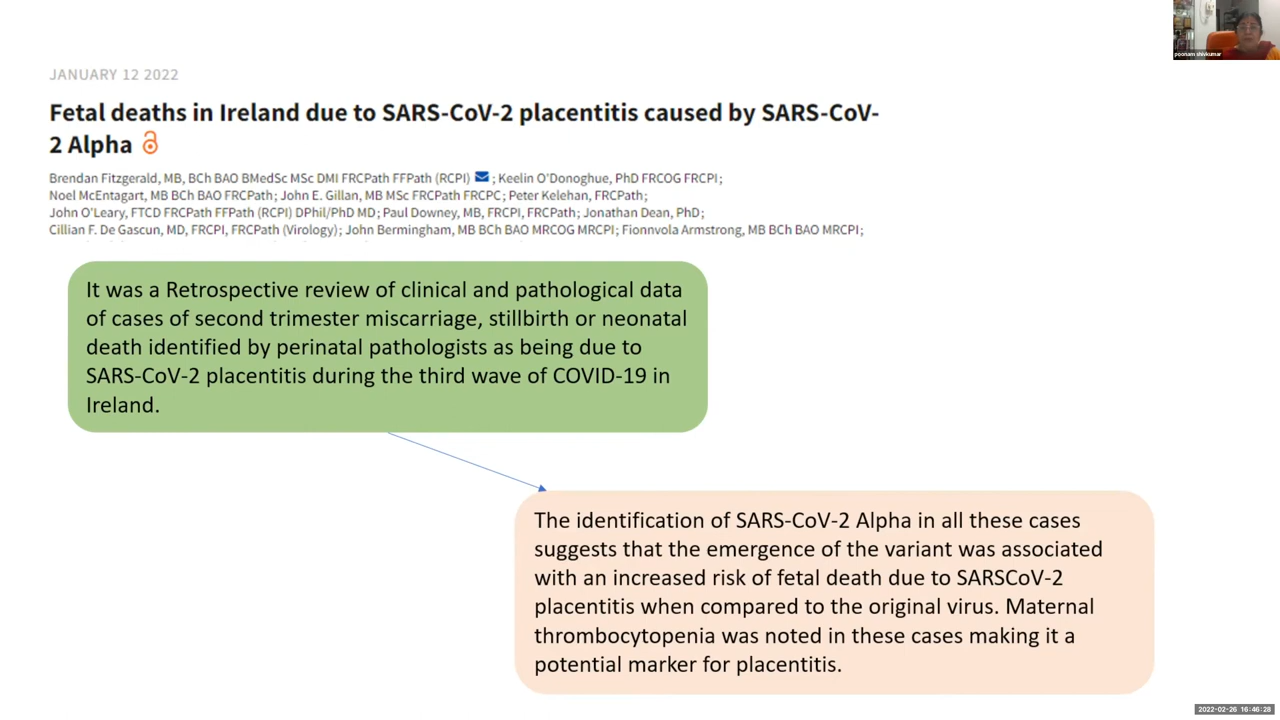 poonam shivkumar
JANUARY 12 2022
Fetal deaths in Ireland due to SARS-CoV-2 placentitis caused by SARS-CoV-
2 Alpha
Brendan Fitzgerald, MB, BCh BAO BMedSc MSc DMI FRCPath FFPath (RCPI) ; Keelin O'Donoghue, PhD FRCOG FRCPI;
Noel McEntagart, MB BCh BAO FRCPath; John E. Gillan, MB MSc FRCPath FRCPC; Peter Kelehan, FRCPath;
John O'Leary, FTCD FRCPath FFPath (RCPI) DPhil/PhD MD; Paul Downey, MB, FRCPI, FRCPath; Jonathan Dean, PhD;
Cillian F. De Gascun, MD, FRCPI, FRCPath (Virology); John Bermingham, MB BCh BAO MRCOG MRCPI; Fionnvola Armstrong, MB BCh BAO MRCPI;
It was a Retrospective review of clinical and pathological data
of cases of second trimester miscarriage, stillbirth or neonatal
death identified by perinatal pathologists as being due to
SARS-CoV-2 placentitis during the third wave of COVID-19 in
Ireland.
The identification of SARS-CoV-2 Alpha in all these cases
suggests that the emergence of the variant was associated
with an increased risk of fetal death due to SARSCoV-2
placentitis when compared to the original virus. Maternal
thrombocytopenia was noted in these cases making it a
potential marker for placentitis.
2022-02-26 16:46:28